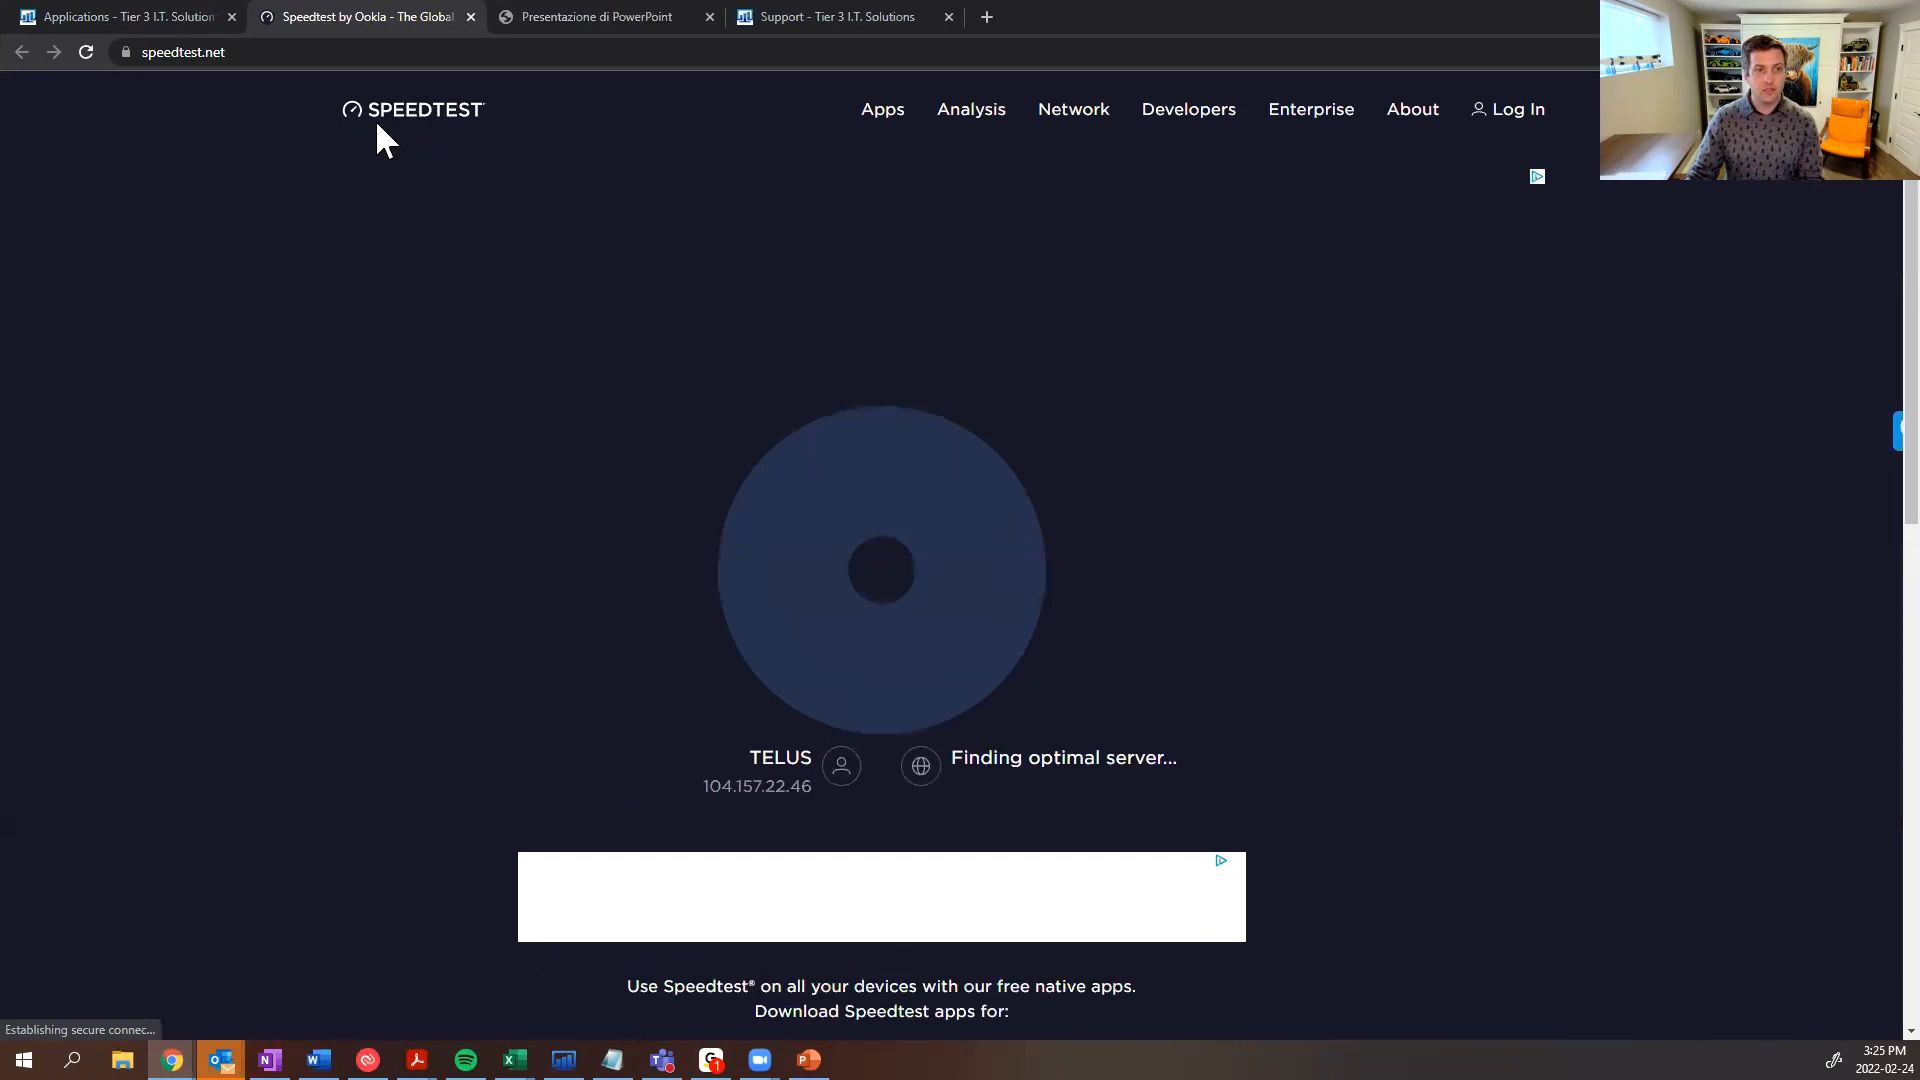 Applications - Tier 3 I.T. Solution
Speedtest by Ookla - The Global
Presentazione di PowerPoint
Support - Tier 3 I.T. Solutions
speedtest.net
SPEEDTEST
Apps
Analysis
Network
Developers
Enterprise
About
Log In
TELUS
104.157.22.46
Finding optimal server...
Use Speedtest® on all your devices with our free native apps.
Download Speedtest apps for:
Establishing secure connec...
3:25 PM
2022-02-24